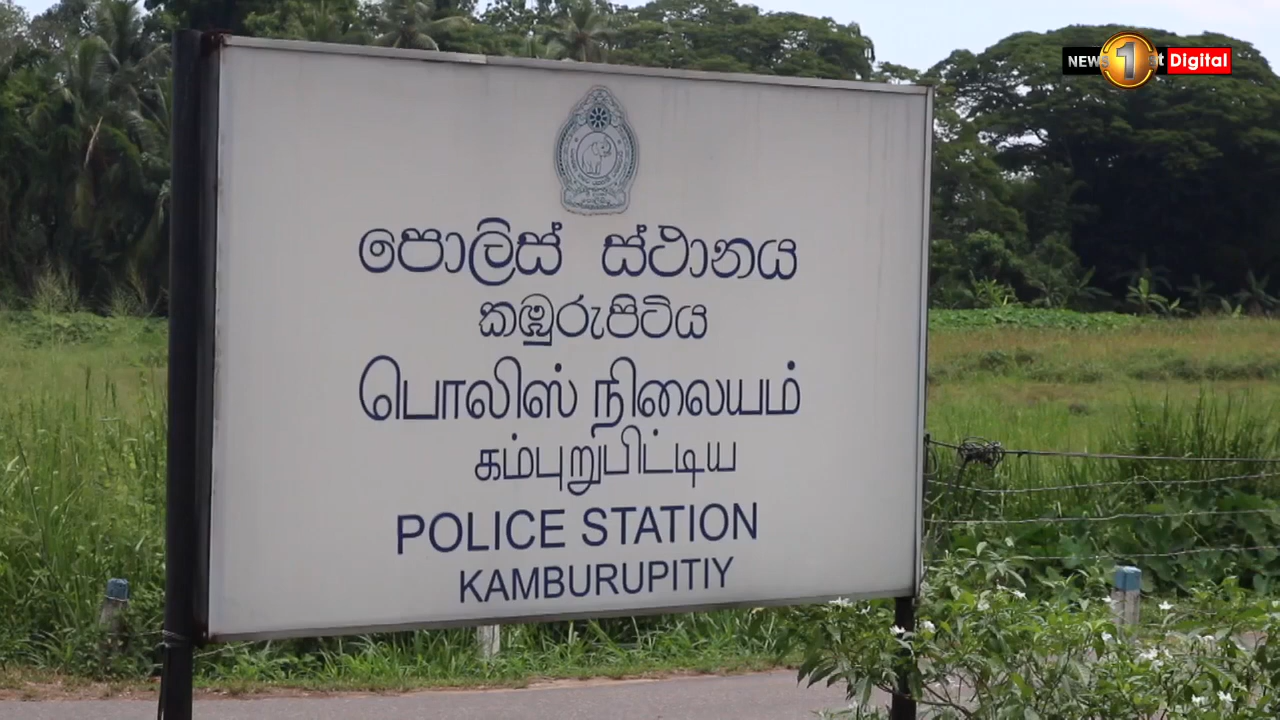 NEWS 1st Digital
පොලිස් ස්ථානය
කඹුරුපිටිය
பொலிஸ் நிலையம்
கம்புறுபிட்டிய
POLICE STATION
KAMBURUPITIY